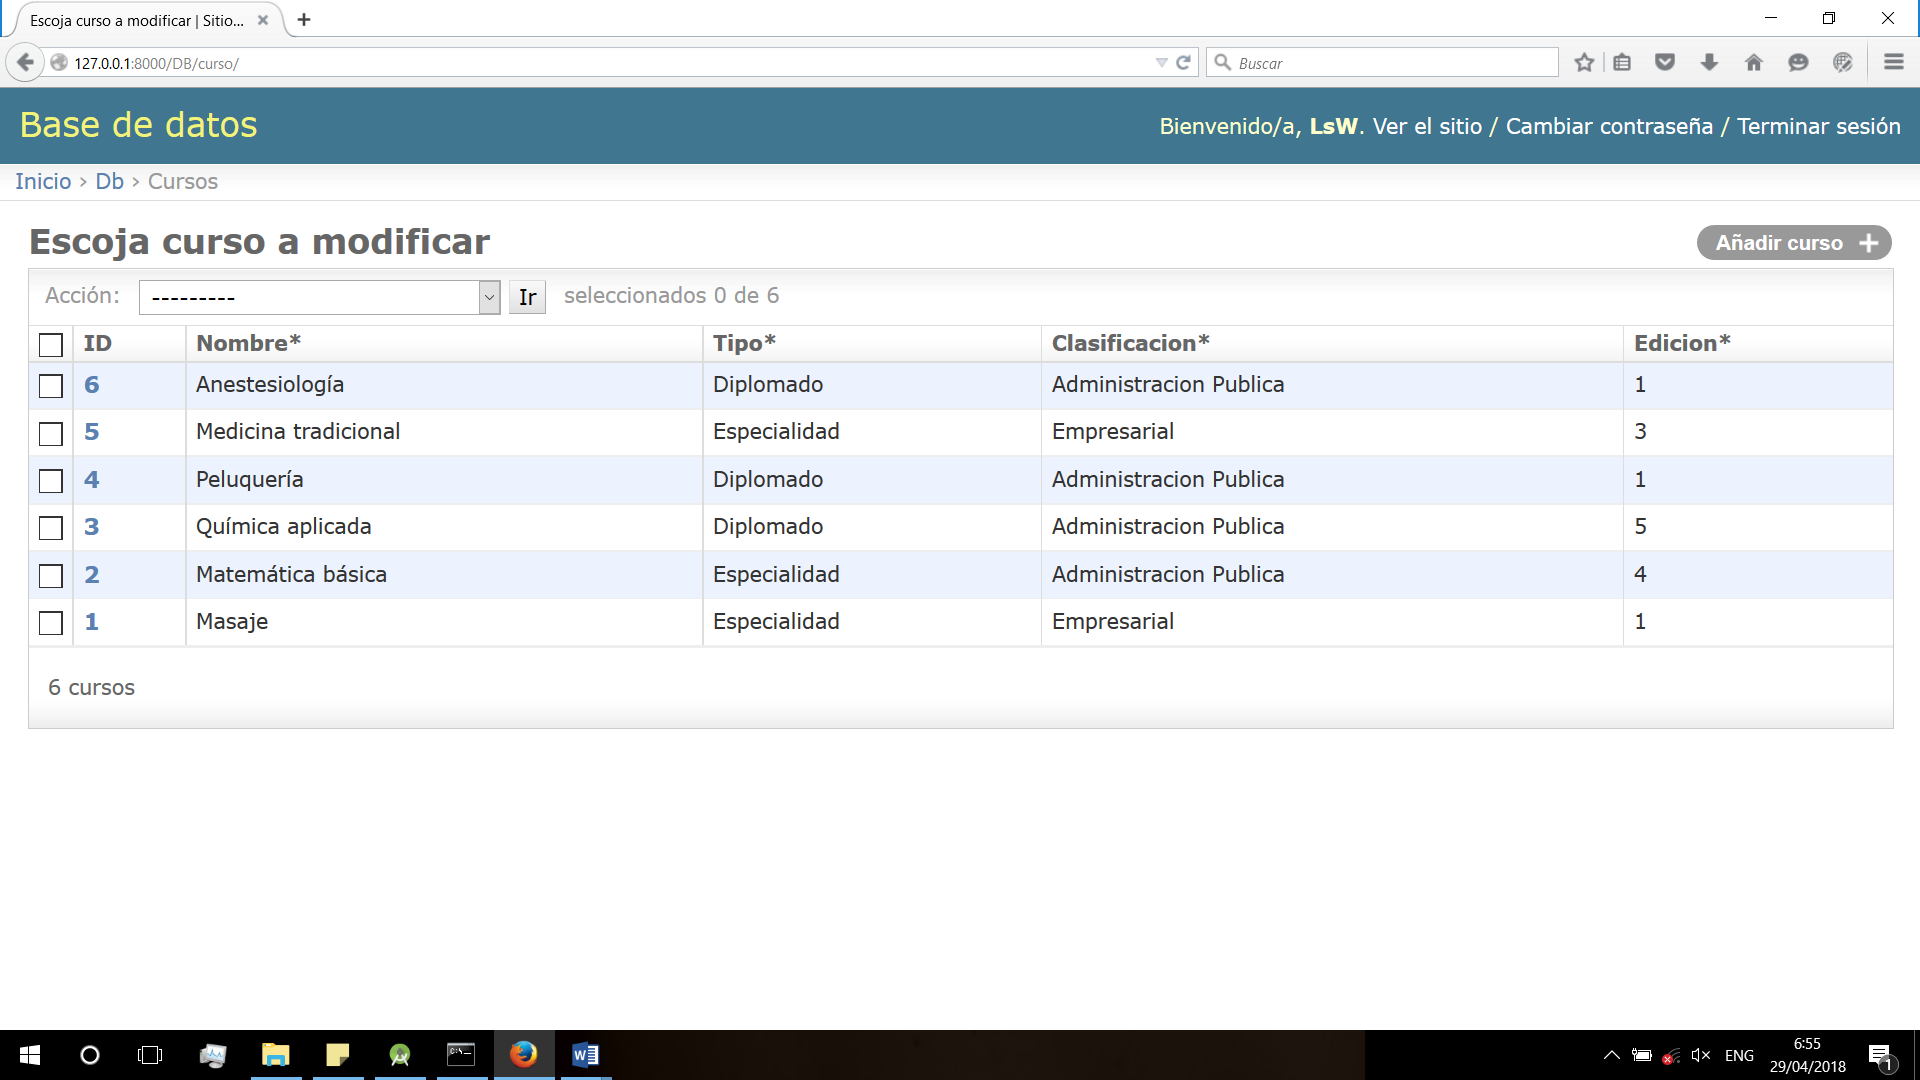 Escoja curso a modificar | Sitio...
127.0.0.1:8000/DB/curso/
Buscar
Base de datos
Bienvenido/a, LsW. Ver el sitio / Cambiar contraseña / Terminar sesión
Inicio › Db › Cursos
Escoja curso a modificar
Añadir curso
Acción: --------- Ir seleccionados 0 de 6
ID Nombre* Tipo* Clasificacion* Edicion*
6 Anestesiología Diplomado Administracion Publica 1
5 Medicina tradicional Especialidad Empresarial 3
4 Peluquería Diplomado Administracion Publica 1
3 Química aplicada Diplomado Administracion Publica 5
2 Matemática básica Especialidad Administracion Publica 4
1 Masaje Especialidad Empresarial 1
6 cursos
ENG
6:55
29/04/2018
1